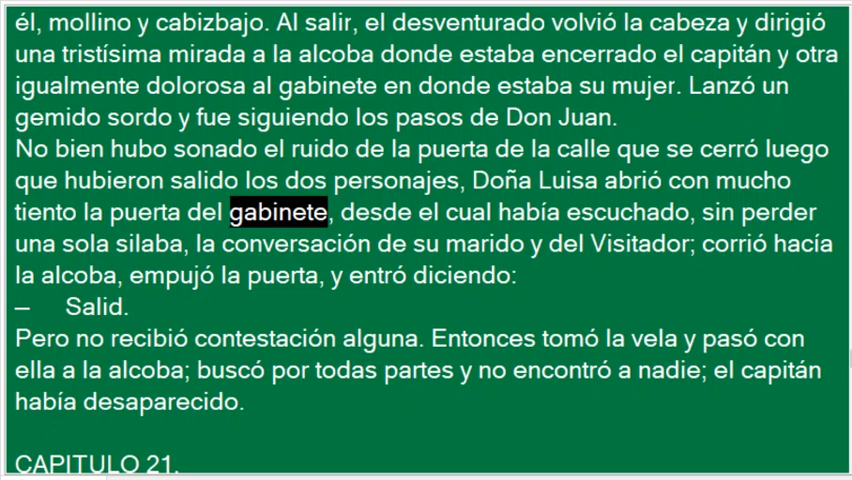 él, mollino y cabizbajo. Al salir, el desventurado volvió la cabeza y dirigió
una tristísima mirada a la alcoba donde estaba encerrado el capitán y otra
igualmente dolorosa al gabinete en donde estaba su mujer. Lanzó un
gemido sordo y fue siguiendo los pasos de Don Juan.
No bien hubo sonado el ruido de la puerta de la calle que se cerró luego
que hubieron salido los dos personajes, Doña Luisa abrió con mucho
tiento la puerta del gabinete, desde el cual había escuchado, sin perder
una sola silaba, la conversación de su marido y del Visitador; corrió hacía
la alcoba, empujó la puerta, y entró diciendo:
– Salid.
Pero no recibió contestación alguna. Entonces tomó la vela y pasó con
ella a la alcoba; buscó por todas partes y no encontró a nadie; el capitán
había desaparecido.
CAPITULO 21.